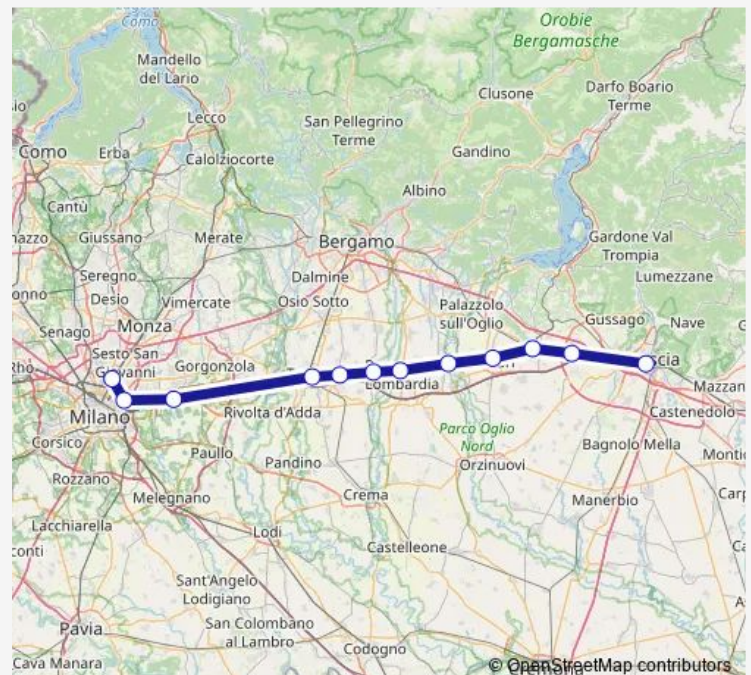 Como
Orobie
Bergamasche
Mandello
del Lario
Clusone
Darfo Boario
Terme
Lecco
San Pellegrino
Terme
Como
Erba
Calolziocorte
Gandino
Albino
Cantù
Giussano
Merate
Bergamo
Gardone Val
Trompia
Seregno
Dalmine
Lumezzane
Desio
Vimercate
Osio Sotto
Palazzolo
sull'Oglio
Gussago
Nave
Senago
Monza
Sesto San
Giovanni
Gorgonzola
Lombardia
Mazzan
Milano
Rivolta d'Adda
Castenedolo
Corsico
Paullo
Pandino
Parco Oglio
Nord
Orzinuovi
Bagnolo Mella
Rozzano
Melegnano
Crema
Manerbio
Lacchiarella
Lodi
Castelleone
Sant'Angelo
Lodigiano
Pavia
San Colombano
al Lambro
Codogno
Cava Manara
© OpenStreetMap contributors
Cremona